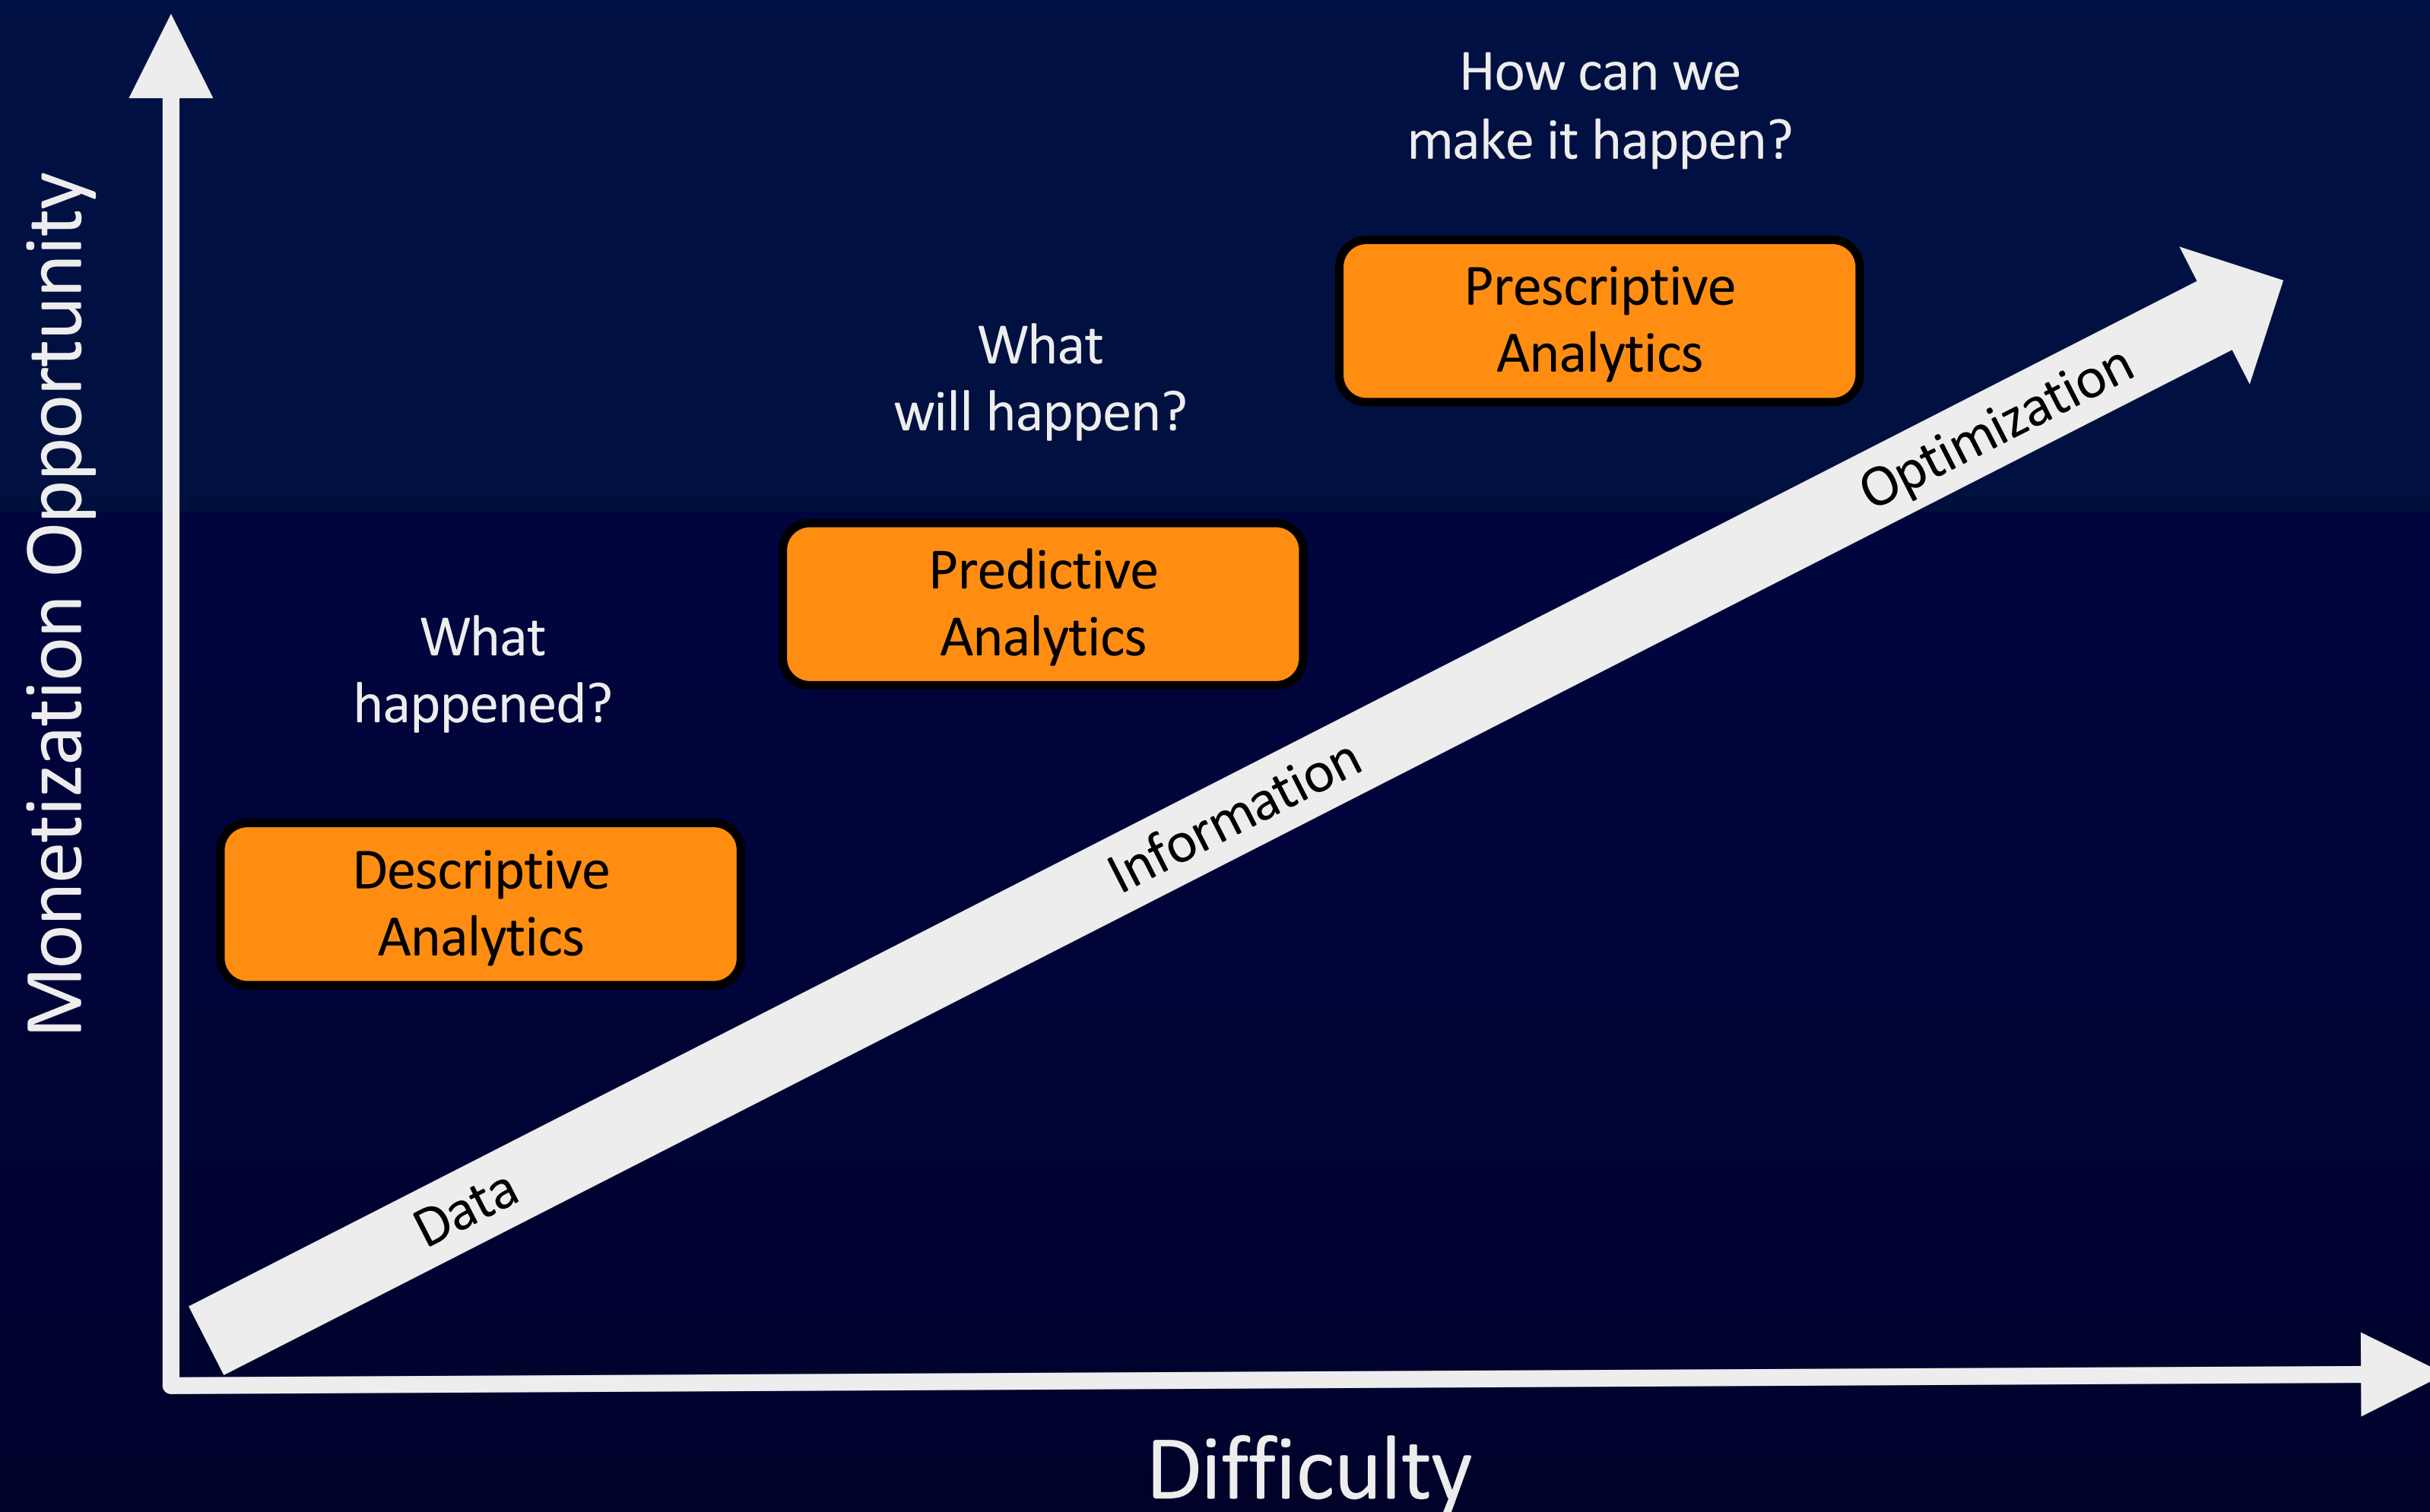 Monetization Opportunity
How can we
make it happen?
Prescriptive
Analytics
What
will happen?
Predictive
Analytics
What
happened?
Descriptive
Analytics
Optimization
Information
Data
Difficulty